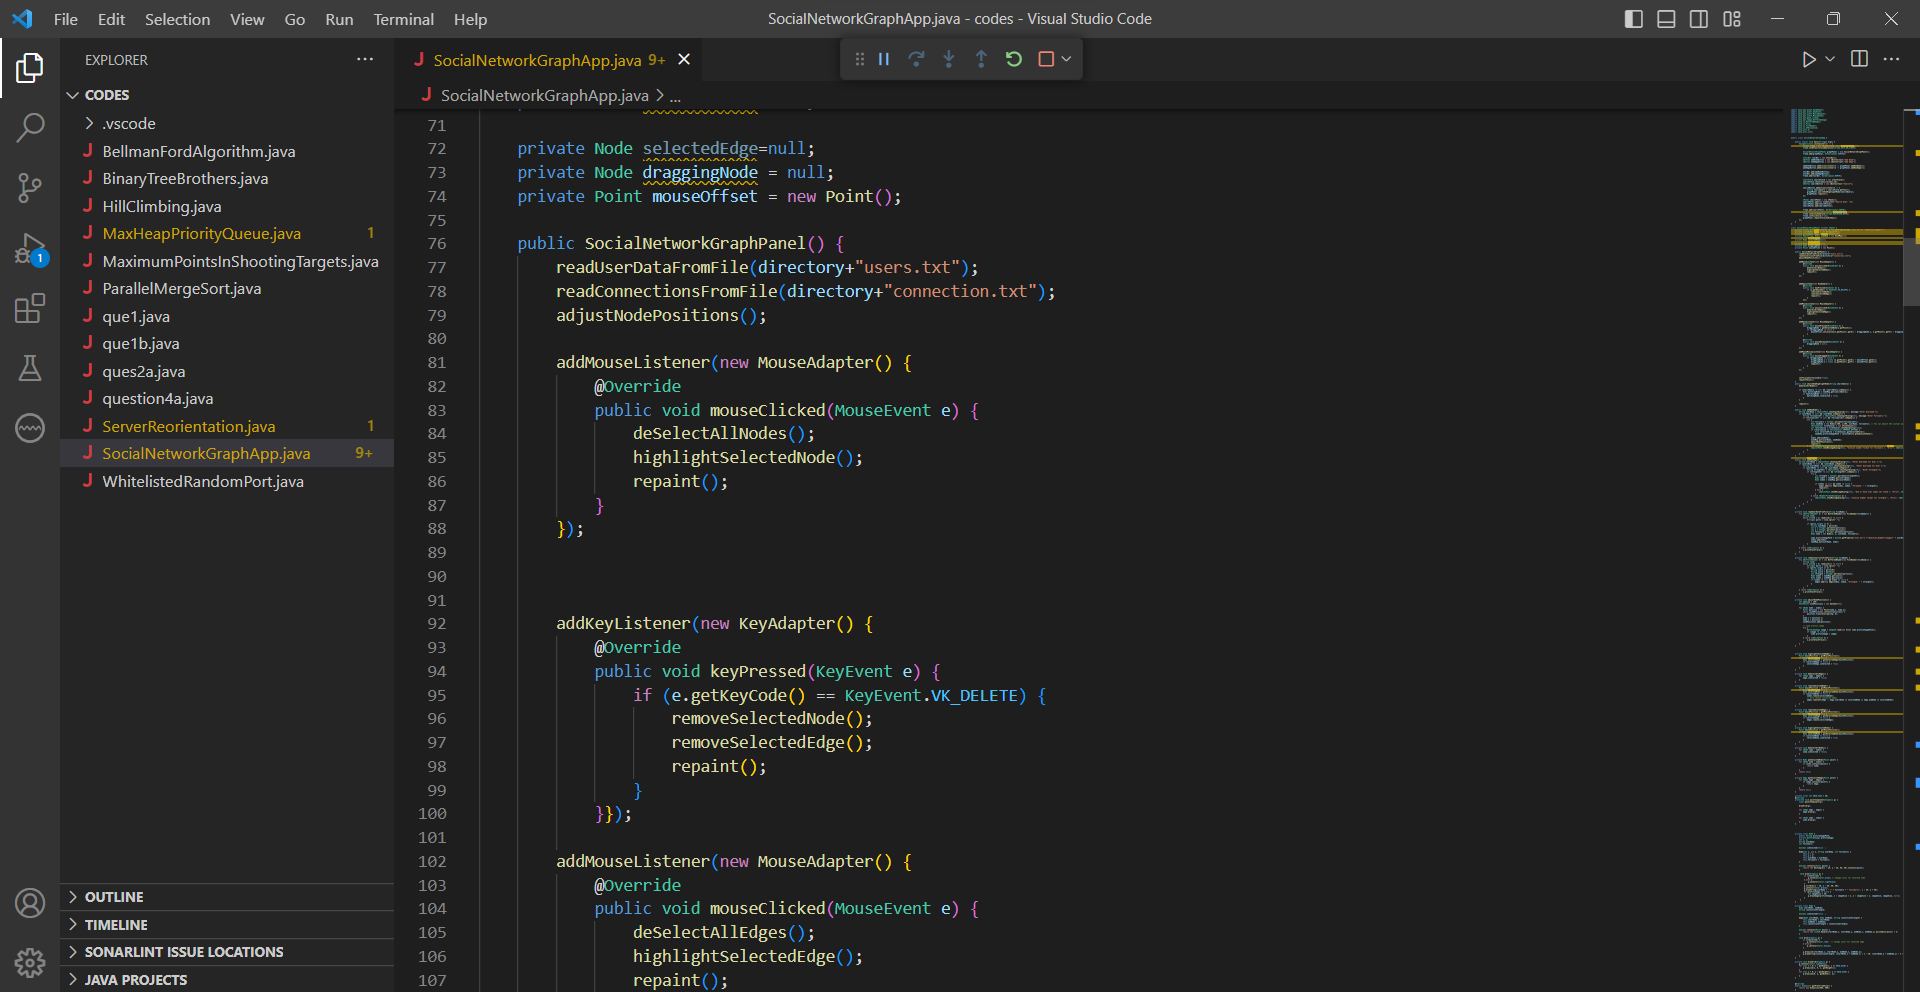 File Edit Selection View Go Run Terminal Help
SocialNetworkGraphApp.java - codes - Visual Studio Code
EXPLORER
CODES
.vscode
BellmanFordAlgorithm.java
BinaryTreeBrothers.java
HillClimbing.java
MaxHeapPriorityQueue.java 1
MaximumPointsInShootingTargets.java
ParallelMergeSort.java
que1.java
que1b.java
ques2a.java
question4a.java
ServerReorientation.java 1
SocialNetworkGraphApp.java 9+
WhitelistedRandomPort.java
OUTLINE
TIMELINE
SONARLINT ISSUE LOCATIONS
JAVA PROJECTS
1
SocialNetworkGraphApp.java 9+
SocialNetworkGraphApp.java > ...
71
72 private Node selectedEdge=null;
73 private Node draggingNode = null;
74 private Point mouseOffset = new Point();
75
76 public SocialNetworkGraphPanel() {
77 readUserDataFromFile(directory+"users.txt");
78 readConnectionsFromFile(directory+"connection.txt");
79 adjustNodePositions();
80
81 addMouseListener(new MouseAdapter() {
82 @Override
83 public void mouseClicked(MouseEvent e) {
84 deSelectAllNodes();
85 highlightSelectedNode();
86 repaint();
87 }
88 });
89
90
91
92 addKeyListener(new KeyAdapter() {
93 @Override
94 public void keyPressed(KeyEvent e) {
95 if (e.getKeyCode() == KeyEvent.VK_DELETE) {
96 removeSelectedNode();
97 removeSelectedEdge();
98 repaint();
99 }
100 }});
101
102 addMouseListener(new MouseAdapter() {
103 @Override
104 public void mouseClicked(MouseEvent e) {
105 deSelectAllEdges();
106 highlightSelectedEdge();
107 repaint();